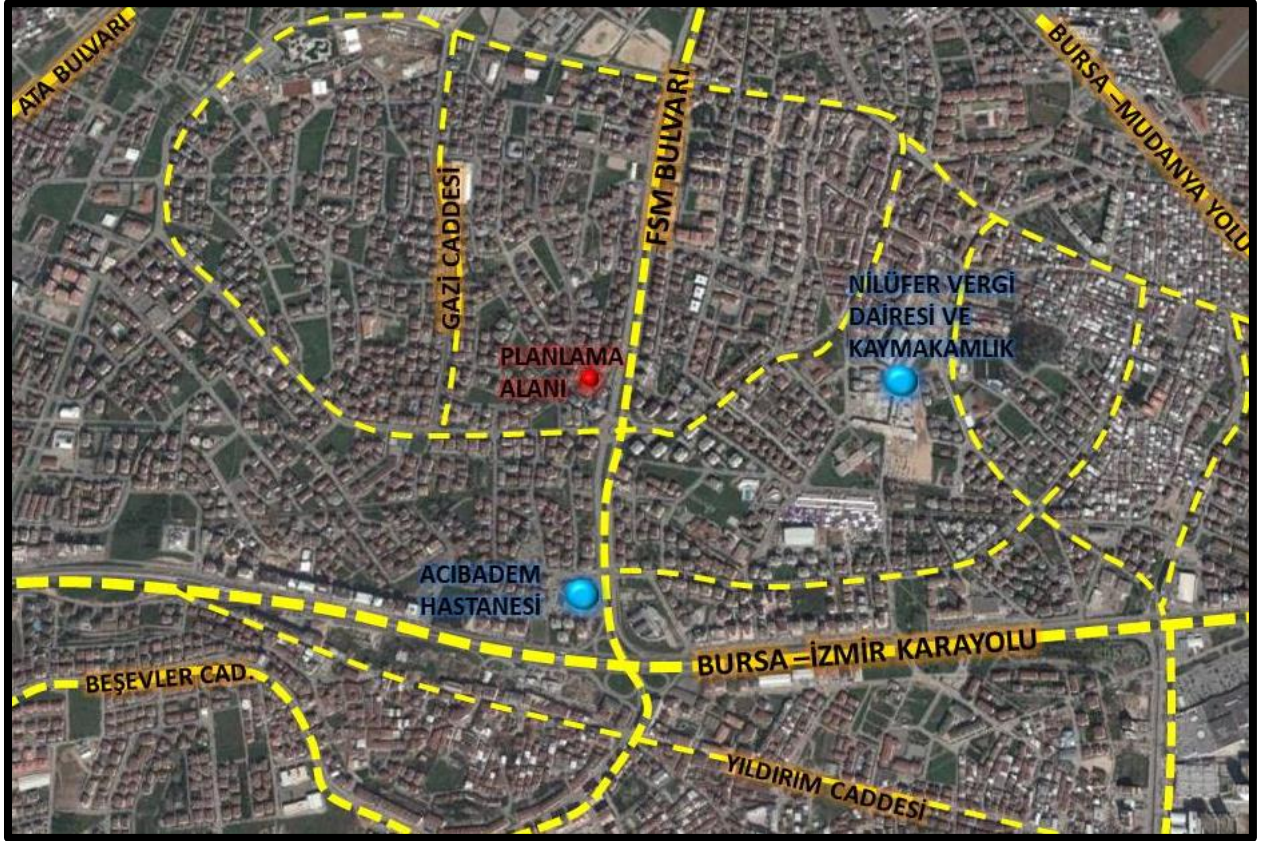 ATA BULVARI
BURSA –MUDANYA YOLU
FSM BULVARI
GAZİ CADDESİ
NİLÜFER VERGİ
DAİRESİ VE
KAYMAKAMLIK
PLANLAMA
ALANI
ACIBADEM
HASTANESİ
BURSA –İZMİR KARAYOLU
BEŞEVLER CAD.
YILDIRIM CADDESİ